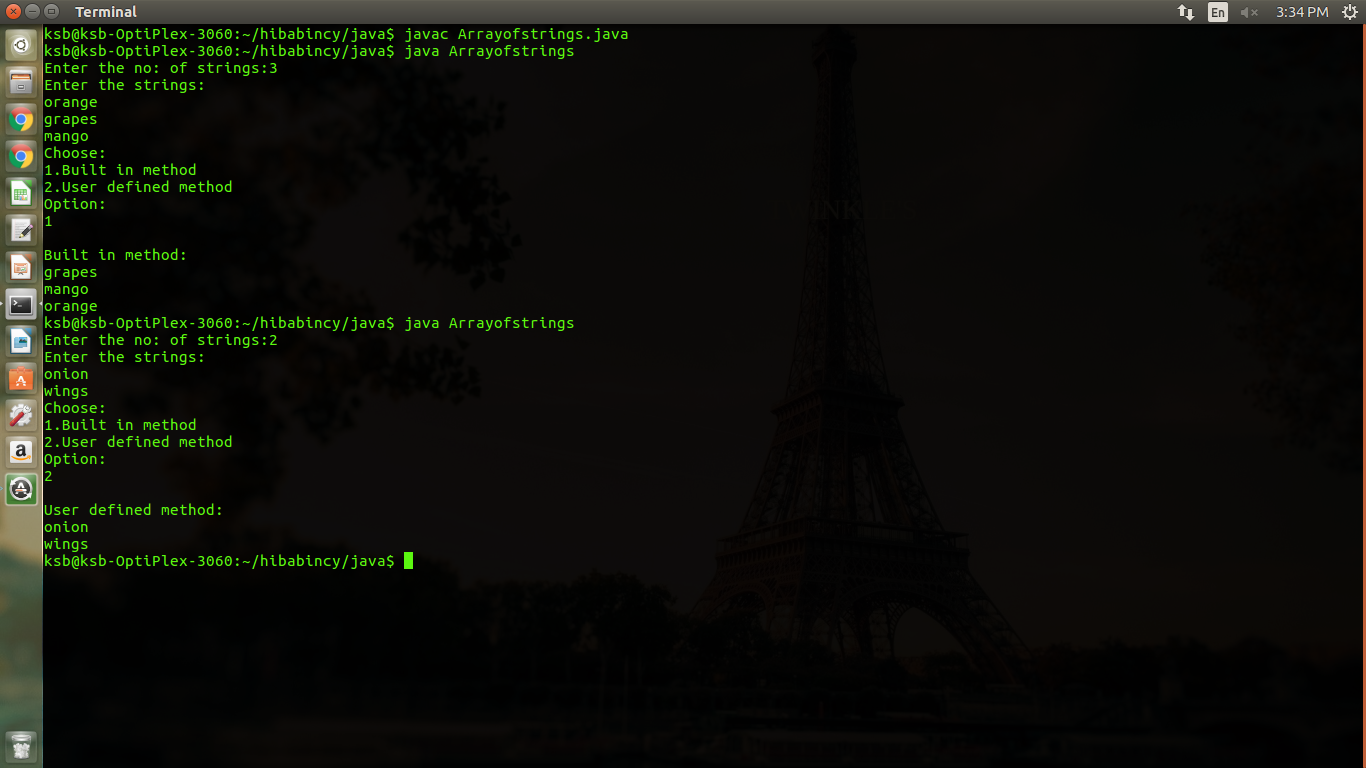 Terminal
En
3:34 PM
ksb@ksb-OptiPlex-3060:~/hibabincy/java$ javac Arrayofstrings.java
ksb@ksb-OptiPlex-3060:~/hibabincy/java$ java Arrayofstrings
Enter the no: of strings:3
Enter the strings:
orange
grapes
mango
Choose:
1.Built in method
2.User defined method
Option:
1
Built in method:
grapes
mango
orange
ksb@ksb-OptiPlex-3060:~/hibabincy/java$ java Arrayofstrings
Enter the no: of strings:2
Enter the strings:
onion
wings
Choose:
1.Built in method
2.User defined method
Option:
2
User defined method:
onion
wings
ksb@ksb-OptiPlex-3060:~/hibabincy/java$